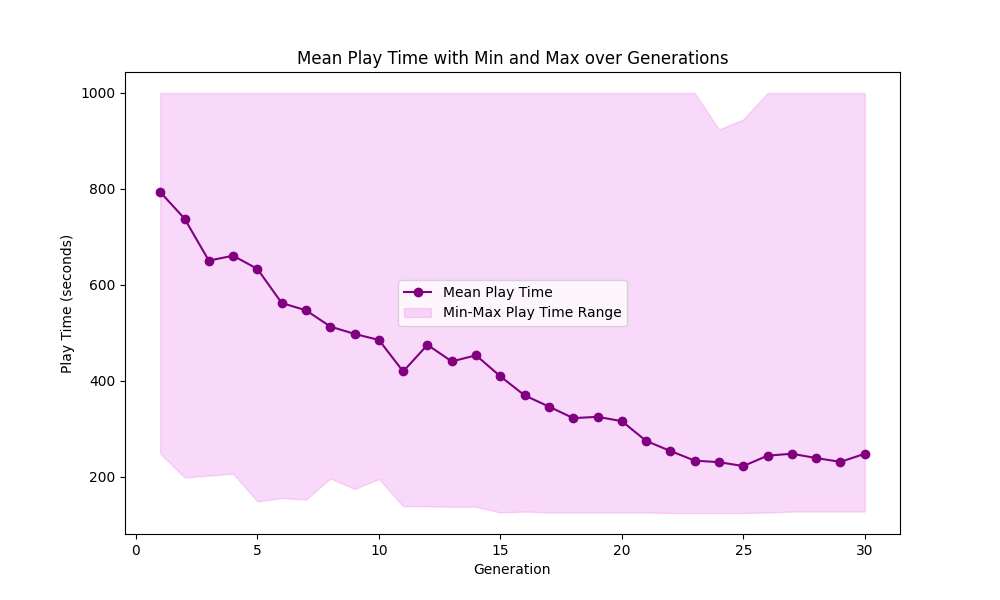 Mean Play Time with Min and Max over Generations
1000
800
600
400
200
Play Time (seconds)
Mean Play Time
Min-Max Play Time Range
0 5 10 15 20 25 30
Generation